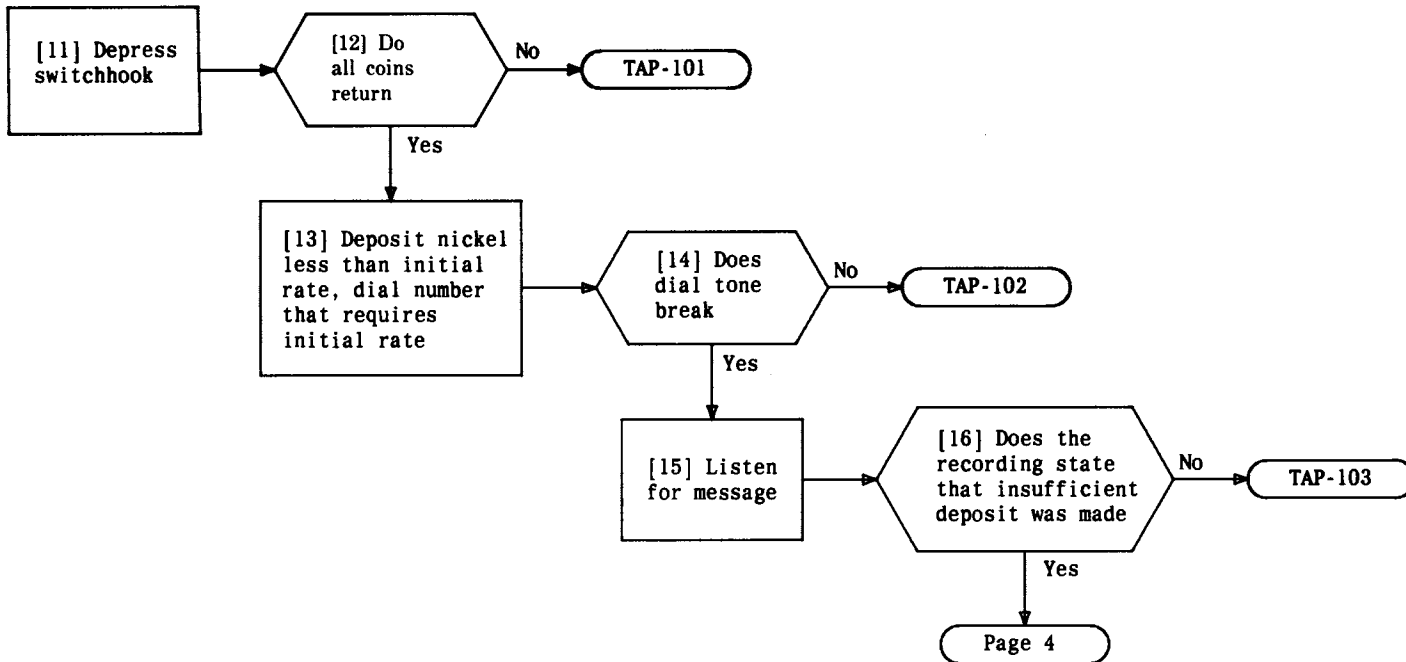 [11] Depress
switchhook
[12] Do
all coins
return
No
TAP-101
Yes
[13] Deposit nickel
less than initial
rate, dial number
that requires
initial rate
[14] Does
dial tone
break
No
TAP-102
Yes
[15] Listen
for message
[16] Does the
recording state
that insufficient
deposit was made
No
TAP-103
Yes
Page 4